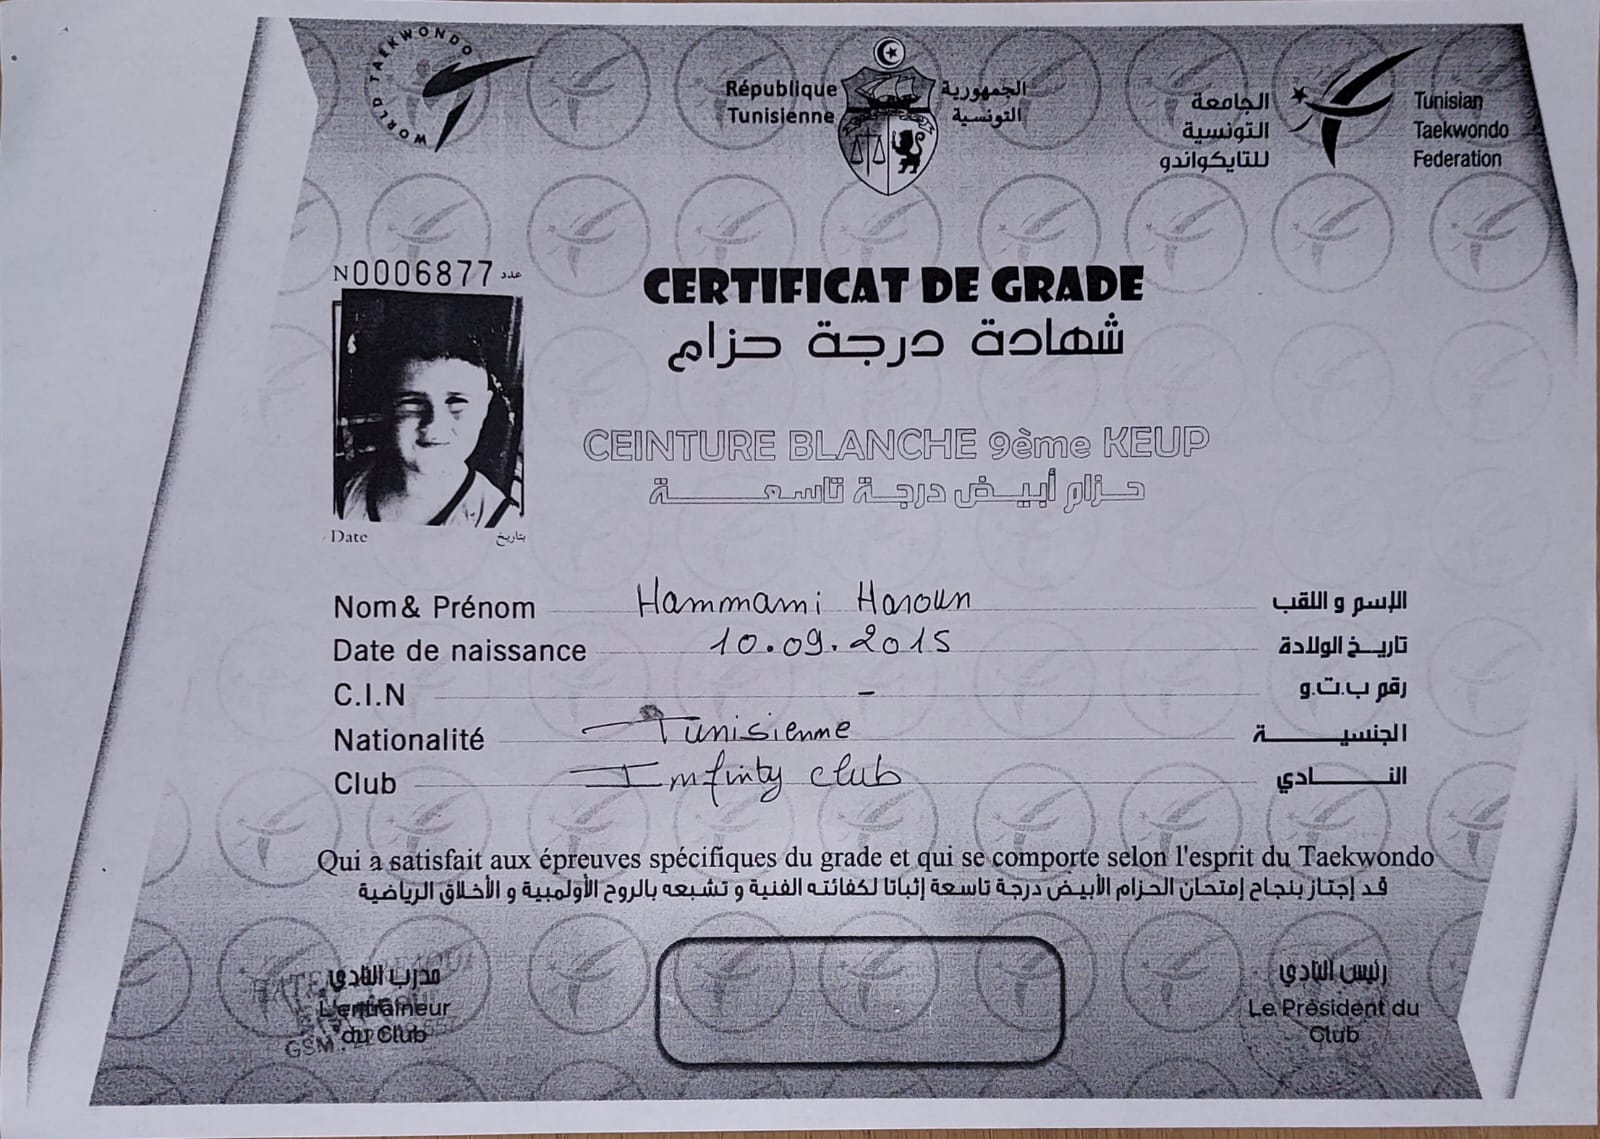 WORLD TAEKWONDO
République
Tunisienne
الجمهورية
التونسية
الجامعة
التونسية
للتايكواندو
Tunisian
Taekwondo
Federation
N0006877 عدد
CERTIFICAT DE GRADE
شهادة درجة حزام
CEINTURE BLANCHE 9ème KEUP
حزام أبيض درجة تاسعة
Date بتاريخ
Nom& Prénom Hammami Haroun الإسم و اللقب
Date de naissance 10.09.2015 تاريخ الولادة
C.I.N - رقم ب.ت.و
Nationalité Tunisienne الجنسية
Club Imfinty club النادي
Qui a satisfait aux épreuves spécifiques du grade et qui se comporte selon l'esprit du Taekwondo
قد إجتاز بنجاح إمتحان الحزام الأبيض درجة تاسعة إثباتا لكفائته الفنية و تشبعه بالروح الأولمبية و الأخلاق الرياضية
مدرب النادي
L'entraîneur
du Club
GSM
رئيس النادي
Le Président du
Club